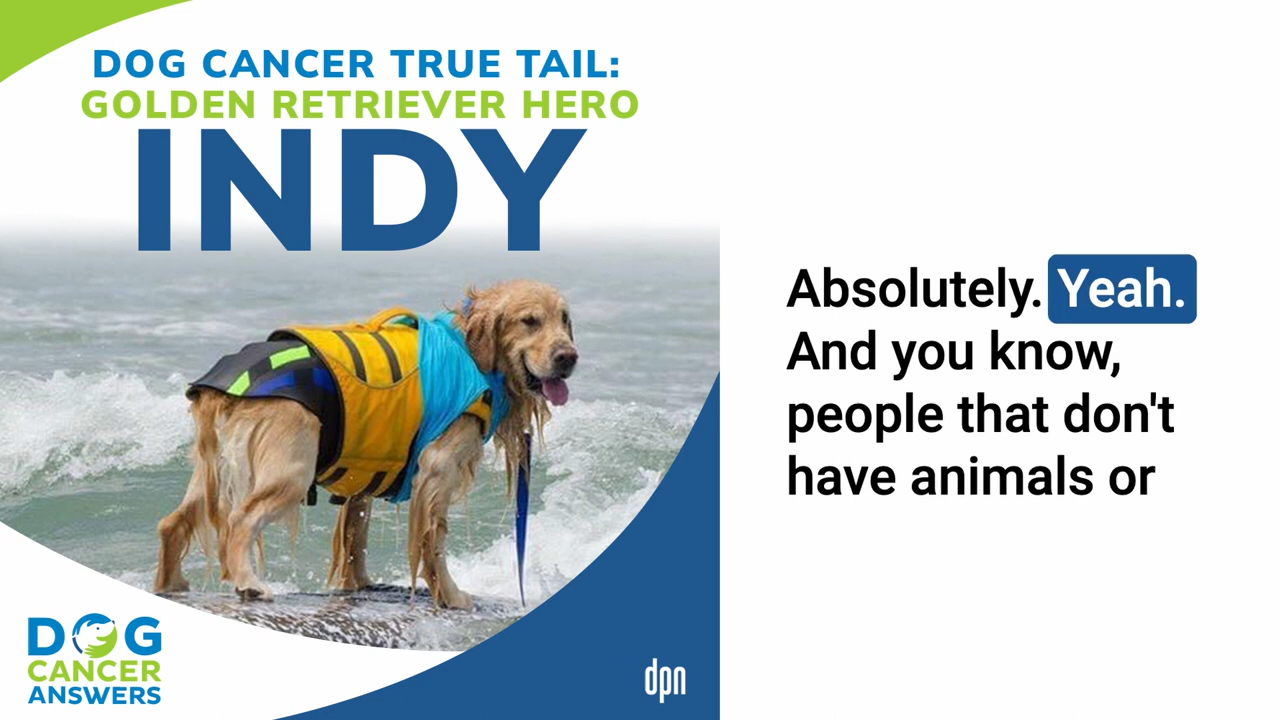 DOG CANCER TRUE TAIL:
GOLDEN RETRIEVER HERO
INDY
DOG
CANCER
ANSWERS
dpn
Absolutely. Yeah.
And you know,
people that don't
have animals or